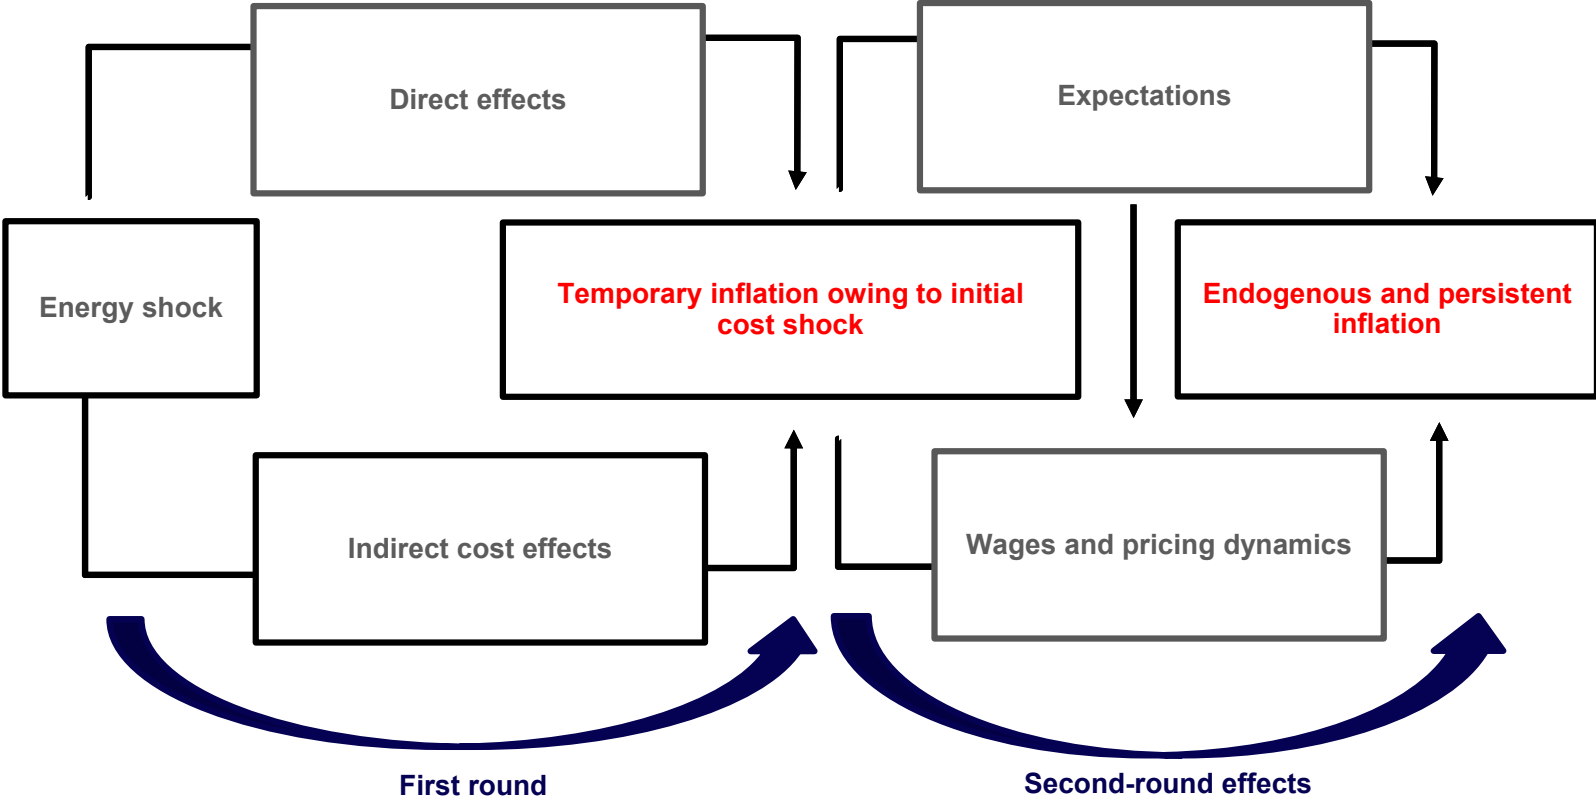 Direct effects
Expectations
Energy shock
Temporary inflation owing to initial
cost shock
Endogenous and persistent
inflation
Indirect cost effects
Wages and pricing dynamics
First round
Second-round effects